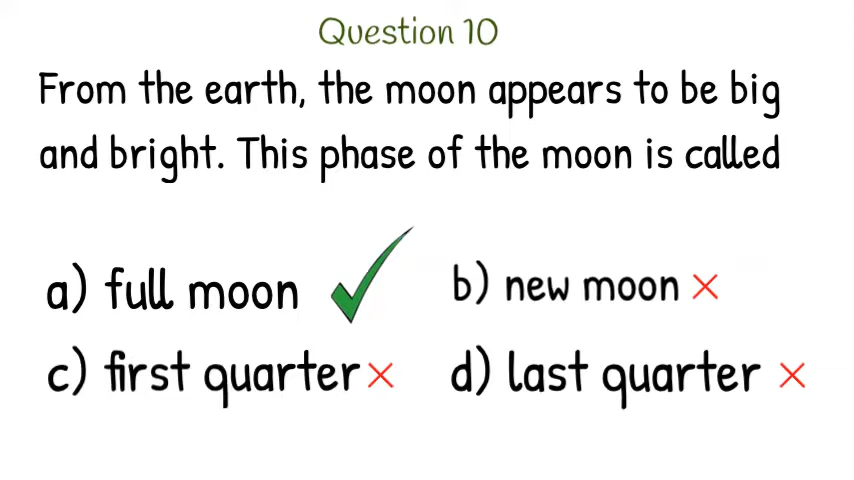 Question 10
From the earth, the moon appears to be big
and bright. This phase of the moon is called
a) full moon
b) new moon
c) first quarter
d) last quarter